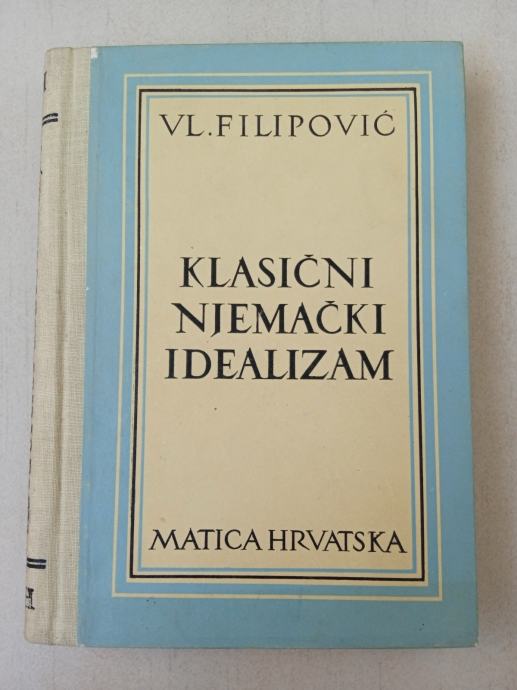 VL. FILIPOVIĆ
KLASIČNI
NJEMAČKI
IDEALIZAM
MATICA HRVATSKA